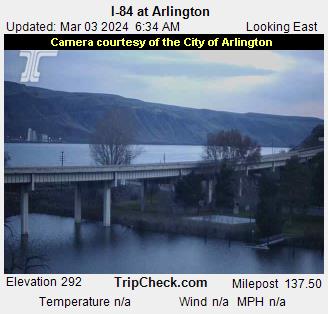 I-84 at Arlington
Updated: Mar 03 2024 6:34 AM Looking East
Camera courtesy of the City of Arlington
Elevation 292 TripCheck.com Milepost 137.50
Temperature n/a Wind n/a MPH n/a